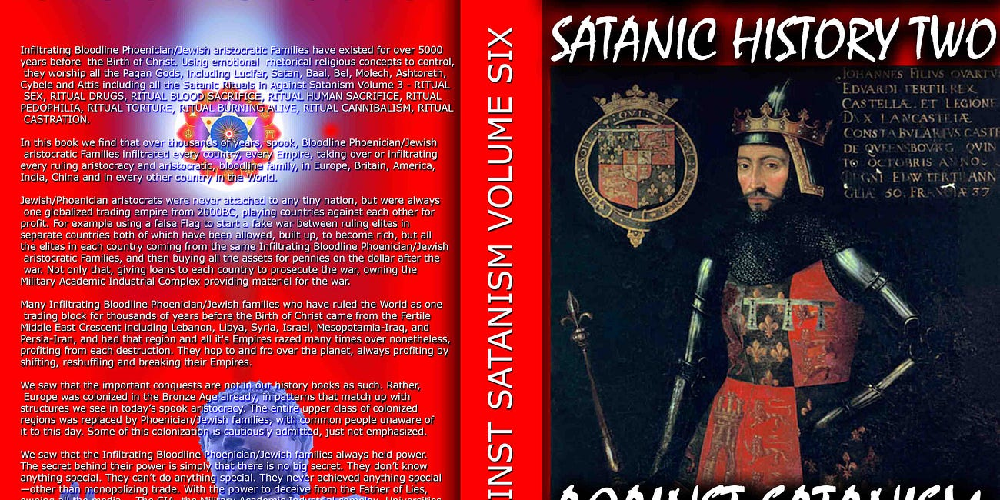 Infiltrating Bloodline Phoenician/Jewish aristocratic Families have existed for over 5000
years before the Birth of Christ. Using emotional rhetorical religious concepts to control,
they worship all the Pagan Gods, including Lucifer, Satan, Baal, Bel, Molech, Ashtoreth,
Cybele and Attis including all the Satanic Rituals in Against Satanism Volume 3 - RITUAL
SEX, RITUAL DRUGS, RITUAL BLOOD SACRIFICE, RITUAL HUMAN SACRIFICE, RITUAL
PEDOPHILIA, RITUAL TORTURE, RITUAL BURNING ALIVE, RITUAL CANNIBALISM, RITUAL
CASTRATION.
In this book we find that over thousands of years, spook, Bloodline Phoenician/Jewish
aristocratic Families infiltrated every country, every Empire, taking over or infiltrating
every ruling aristocracy and aristocratic, bloodline family, in Europe, Britain, America,
India, China and in every other country in the World.
Jewish/Phoenician aristocrats were never attached to any tiny nation, but were always
one globalized trading empire from 2000BC, playing countries against each other for
profit. For example using a false Flag to start a fake war between ruling elites in
separate countries both of which have been allowed, built up, to become rich, but all
the elites in each country coming from the same Infiltrating Bloodline Phoenician/Jewish
aristocratic Families, and then buying all the assets for pennies on the dollar after the
war. Not only that, giving loans to each country to prosecute the war, owning the
Military Academic Industrial Complex providing materiel for the war.
Many Infiltrating Bloodline Phoenician/Jewish families who have ruled the World as one
trading block for thousands of years before the Birth of Christ came from the Fertile
Middle East Crescent including Lebanon, Libya, Syria, Israel, Mesopotamia-Iraq, and
Persia-Iran, and had that region and all it's Empires razed many times over nonetheless,
profiting from each destruction. They hop to and fro over the planet, always profiting by
shifting, reshuffling and breaking their Empires.
We saw that the important conquests are not in our history books as such. Rather,
Europe was colonized in the Bronze Age already, in patterns that match up with
structures we see in today's spook aristocracy. The entire upper class of colonized
regions was replaced by Phoenician/Jewish families, with common people unaware of
it to this day. Some of this colonization is cautiously admitted, just not emphasized.
We saw that the Infiltrating Bloodline Phoenician/Jewish families always held power.
The secret behind their power is simply that there is no big secret. They don't know
anything special. They can't do anything special. They never achieved anything special
—other than monopolizing trade. With the power to deceive from the Father of Lies,
owning all the media... The CIA, the Military Academic Industrial complex, Universities
INST SATANISM VOLUME SIX
SATANIC HISTORY TWO
JOHANNES FILIVS QVARTVS
EDVARDI TERTII REX
CASTELLÆ ET LEGIONE
DVX LANCASTEIÆ
CONSTABVLARIVS CASTE
DE QVEENSBOVRG QVIN
TO OCTOBRIS ANNO
REGNI EDW TERTII ANN
GLIÆ 50. FRANCIÆ 37
AGAINST SATANISM